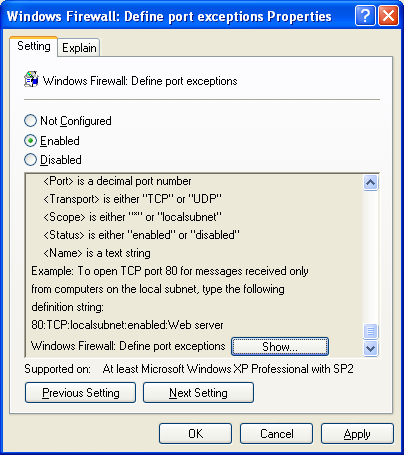 Windows Firewall: Define port exceptions Properties
Setting
Explain
Windows Firewall: Define port exceptions
Not Configured
Enabled
Disabled
<Port> is a decimal port number
<Transport> is either "TCP" or "UDP"
<Scope> is either "*" or "localsubnet"
<Status> is either "enabled" or "disabled"
<Name> is a text string
Example: To open TCP port 80 for messages received only
from computers on the local subnet, type the following
definition string:
80:TCP:localsubnet:enabled:Web server
Windows Firewall: Define port exceptions Show...
Supported on: At least Microsoft Windows XP Professional with SP2
Previous Setting Next Setting
OK Cancel Apply